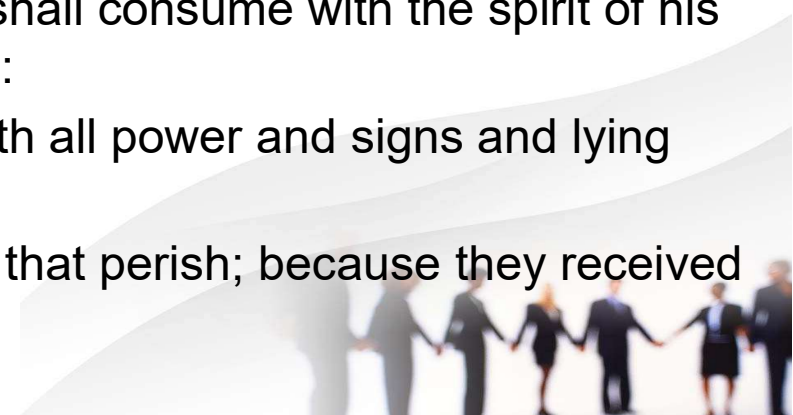 shall consume with the spirit of his
:
th all power and signs and lying
that perish; because they received